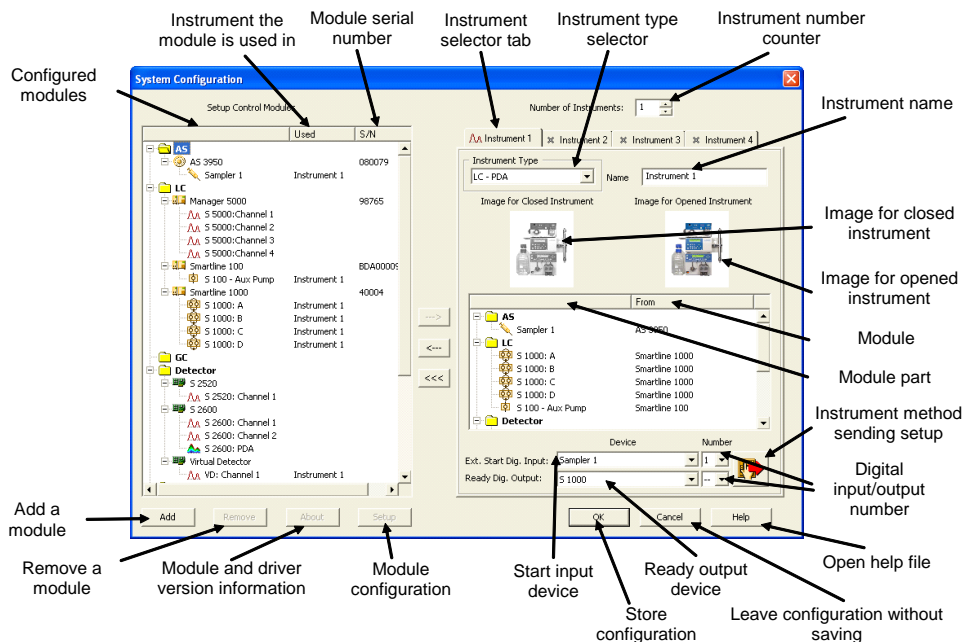 Instrument the
module is used in
Module serial
number
Instrument
selector tab
Instrument type
selector
Instrument number
counter
Configured
modules
System Configuration
Setup Control Modules
Number of Instruments: 1
Instrument name
Used S/N
Instrument 1 Instrument 2 Instrument 3 Instrument 4
AS
AS 3950 080079
Sampler 1 Instrument 1
LC
Manager 5000 98765
S 5000:Channel 1
S 5000:Channel 2
S 5000:Channel 3
S 5000:Channel 4
Smartline 100 BDA00009
S 100 - Aux Pump Instrument 1
Smartline 1000 40004
S 1000: A Instrument 1
S 1000: B Instrument 1
S 1000: C Instrument 1
S 1000: D Instrument 1
GC
Detector
S 2520
S 2520: Channel 1
S 2600
S 2600: Channel 1
S 2600: Channel 2
S 2600: PDA
Virtual Detector
VD: Channel 1 Instrument 1
--->
<---
<<<
Instrument Type
LC - PDA Name Instrument 1
Image for Closed Instrument Image for Opened Instrument
Image for closed
instrument
Image for opened
instrument
From
AS
Sampler 1 AS 3950
LC
S 1000: A Smartline 1000
S 1000: B Smartline 1000
S 1000: C Smartline 1000
S 1000: D Smartline 1000
S 100 - Aux Pump Smartline 100
Detector
Module
Module part
Instrument method
sending setup
Device Number
Ext. Start Dig. Input: Sampler 1 1
Ready Dig. Output: S 1000 --
Digital
input/output
number
Add Remove About Setup OK Cancel Help
Add a
module
Remove a
module
Module and driver
version information
Module
configuration
Start input
device
Store
configuration
Ready output
device
Leave configuration without
saving
Open help file